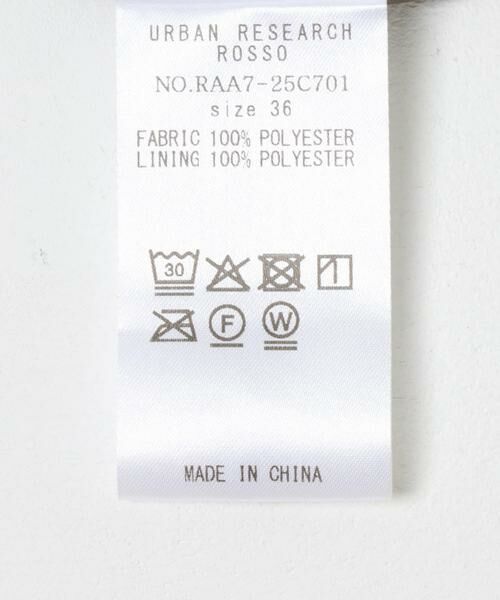 URBAN RESEARCH
ROSSO
NO.RAA7-25C701
size 36
FABRIC 100% POLYESTER
LINING 100% POLYESTER
30
F W
MADE IN CHINA